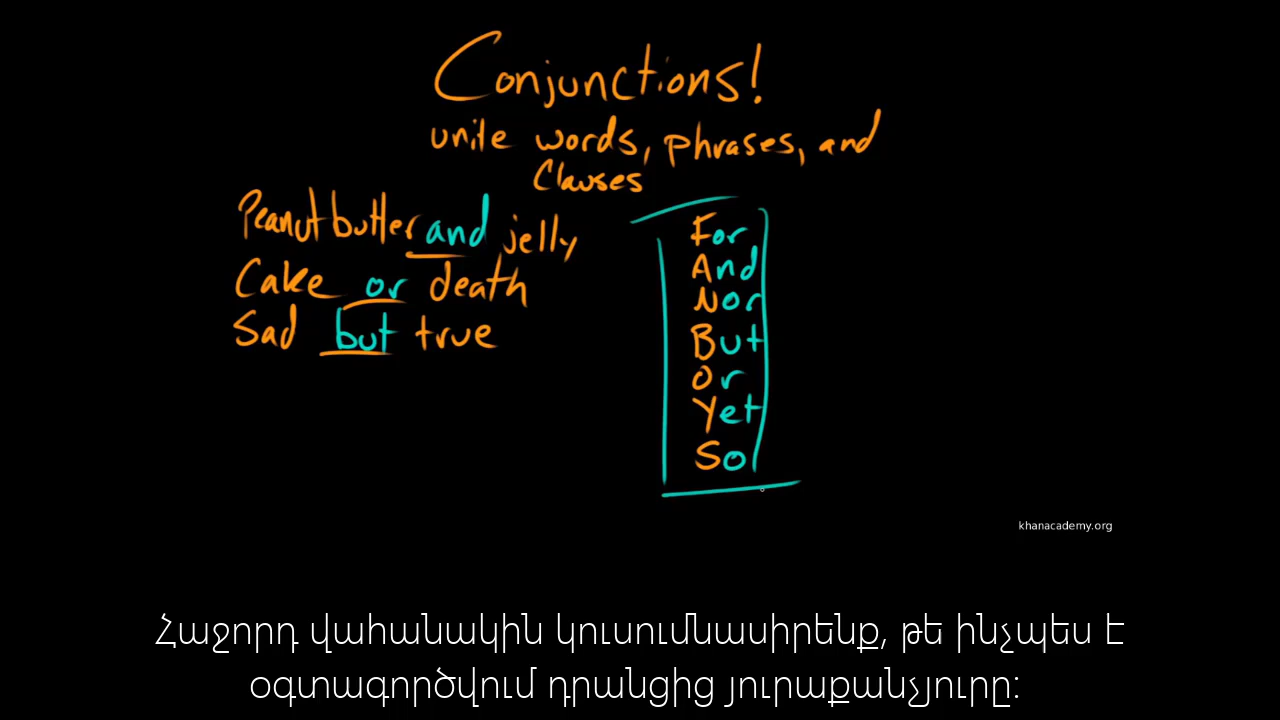 Conjunctions!
unite words, phrases, and
Clauses
Peanut butter and jelly
Cake or death
Sad but true
For
And
Nor
But
Or
Yet
So
khanacademy.org
Հաջորդ վահանակին կուսումնասիրենք, թե ինչպես է
օգտագործվում դրանցից յուրաքանչյուրը: